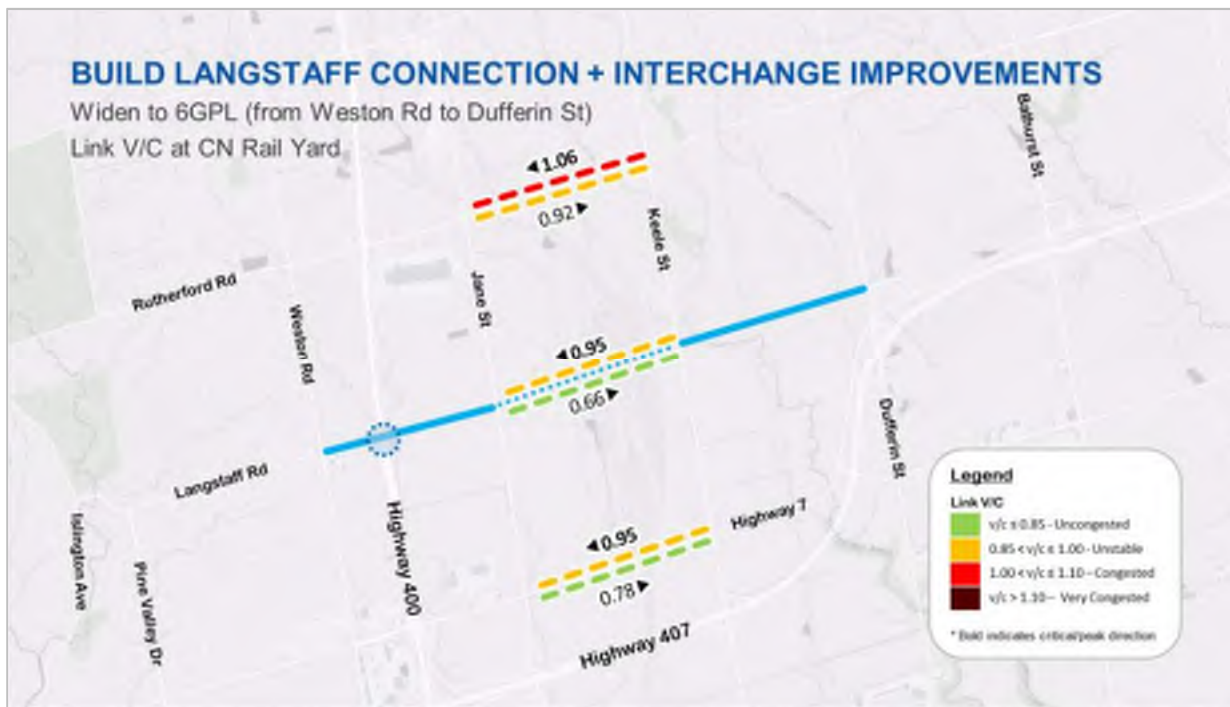 BUILD LANGSTAFF CONNECTION + INTERCHANGE IMPROVEMENTS
Widen to 6GPL (from Weston Rd to Dufferin St)
Link V/C at CN Rail Yard
Bathurst St
◄1.06
0.92►
Keele St
Rutherford Rd
Jane St
Weston Rd
◄0.95
0.66►
Dufferin St
Langstaff Rd
Highway 400
Islington Ave
Pine Valley Dr
◄0.95
0.78►
Highway 7
Highway 407
Legend
Link V/C
v/c ≤ 0.85 - Uncongested
0.85 < v/c ≤ 1.00 - Unstable
1.00 < v/c ≤ 1.10 – Congested
v/c > 1.10 – Very Congested
* Bold indicates critical/peak direction